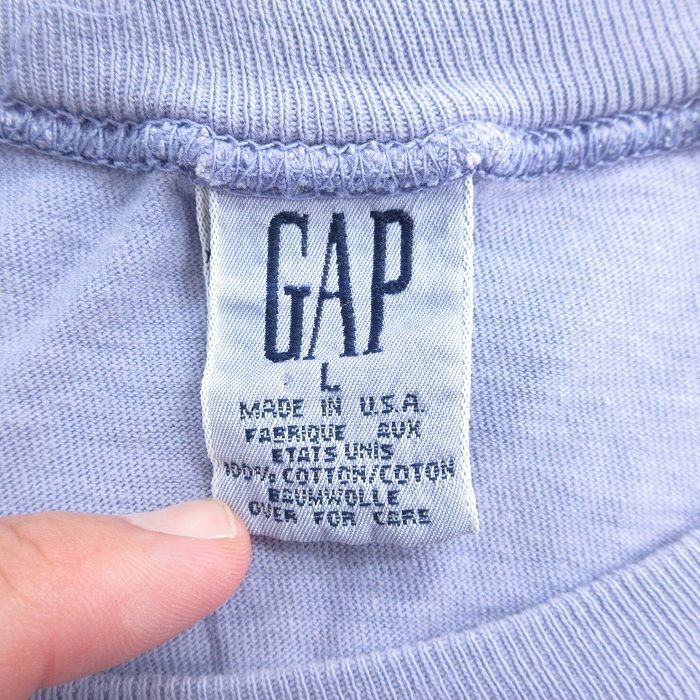 GAP
L
MADE IN U.S.A.
FABRIQUE AUX
ETATS UNIS
100% COTTON/COTON
BAUMWOLLE
OVER FOR CARE